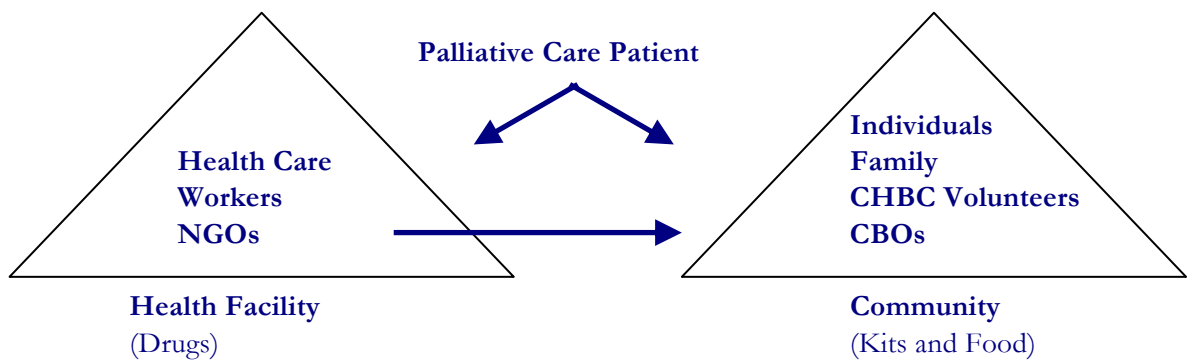 Palliative Care Patient
Health Care
Workers
NGOs
Individuals
Family
CHBC Volunteers
CBOs
Health Facility
(Drugs)
Community
(Kits and Food)